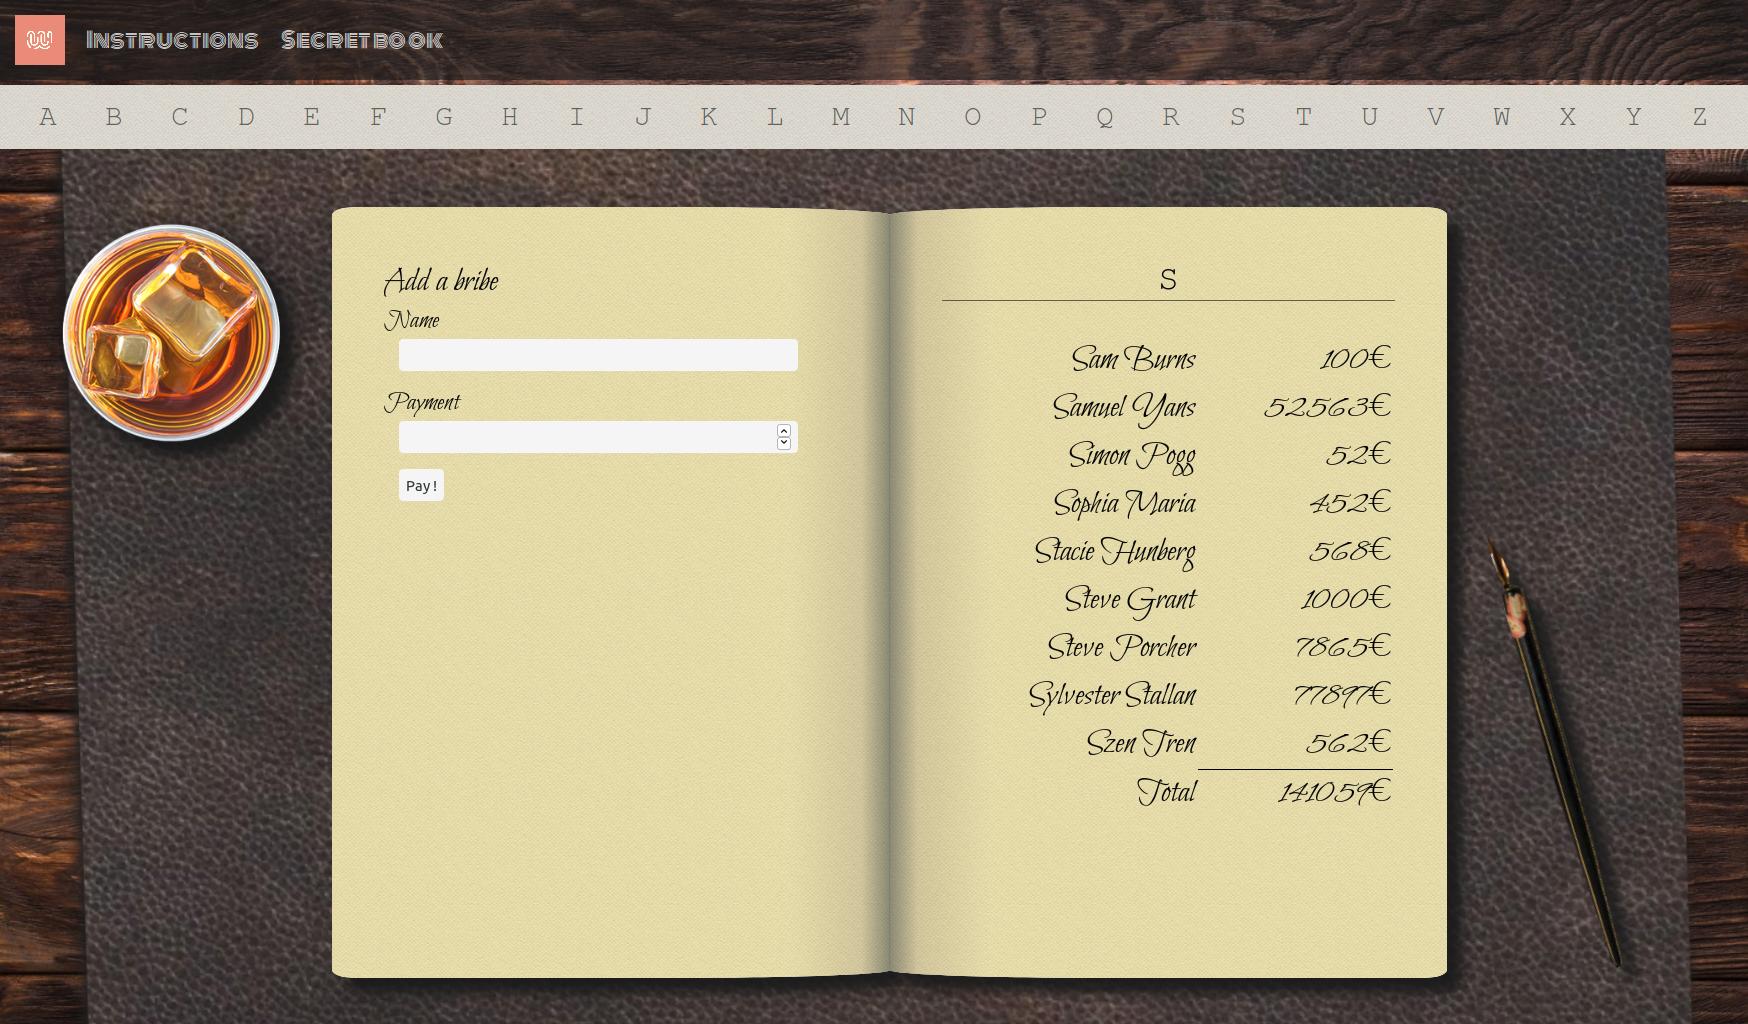 W Instructions Secretbook
A B C D E F G H I J K L M N O P Q R S T U V W X Y Z
Add a bribe
Name
Payment
Pay!
S
Sam Burns 100€
Samuel Yans 52563€
Simon Pogg 52€
Sophia Maria 452€
Stacie Hunberg 568€
Steve Grant 1000€
Steve Porcher 7865€
Sylvester Stallan 77897€
Szen Tren 562€
Total 141059€